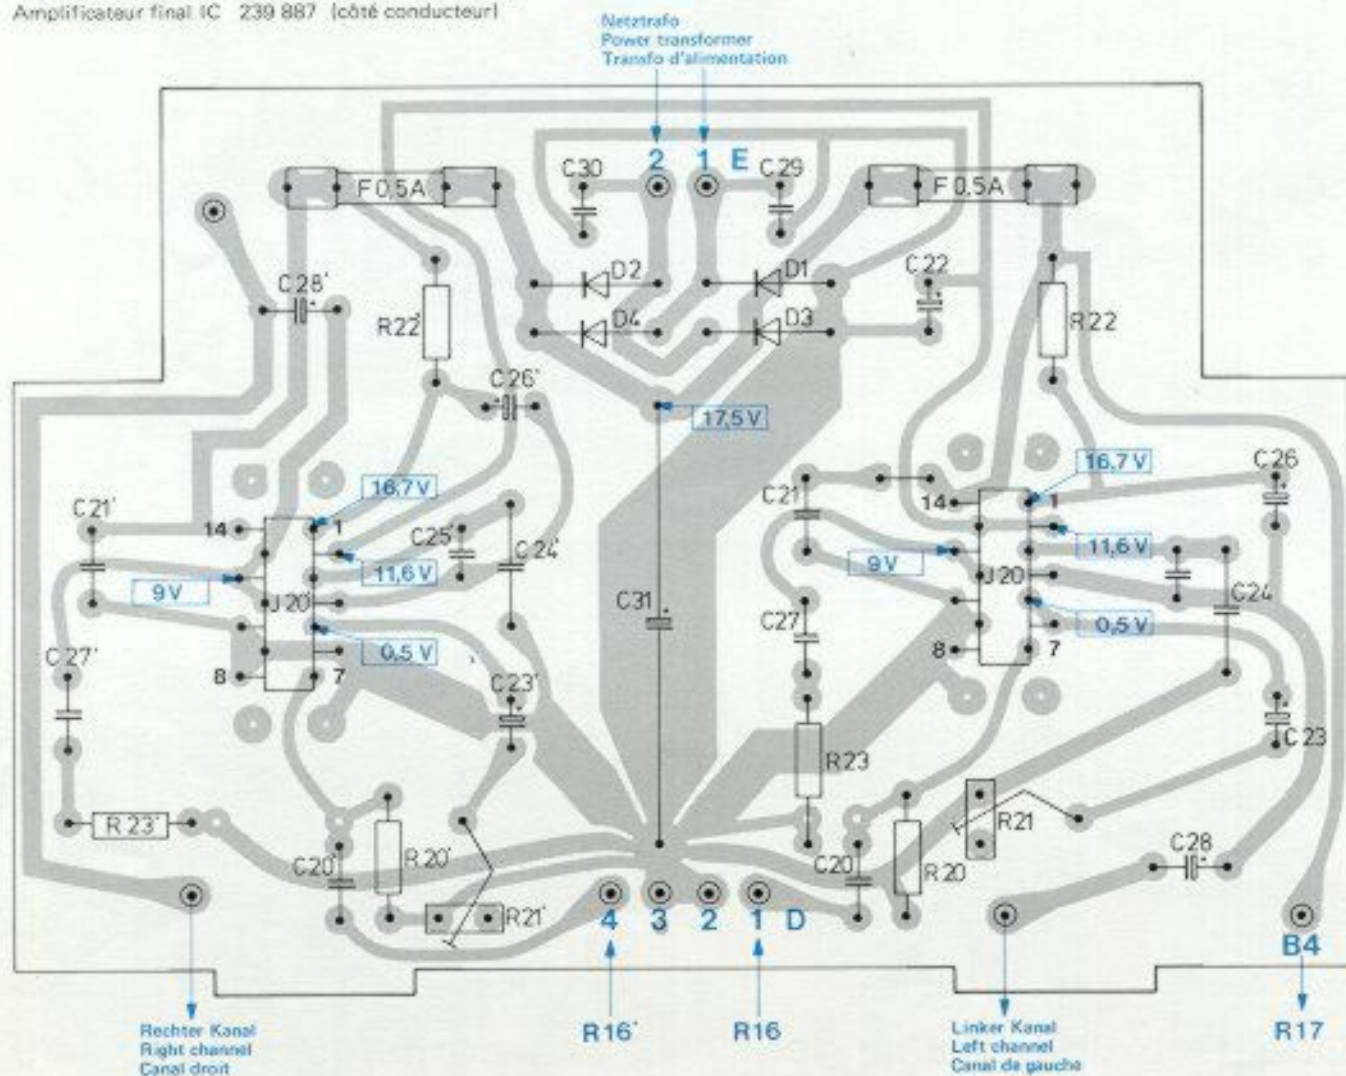 Amplificateur final IC 239 887 (côté conducteur)
Netztrafo
Power transformer
Transfo d'alimentation
C30
2
1
E
C29
F 0,5A
F 0,5A
C28'
D2
D1
C22
R22'
D4
D3
R22
C26'
17,5 V
C21'
14
16,7 V
1
C25'
C24'
C21
14
16,7 V
1
C26
9 V
J20'
11,6 V
9 V
J20
11,6 V
C31
C27
C24
C27'
8
0,5 V
7
C23'
8
0,5 V
7
C23
R23
R23'
C20'
R20'
R21'
C20
R20
R21
C28
4
3
2
1
D
B4
Rechter Kanal
Right channel
Canal droit
R16'
R16
Linker Kanal
Left channel
Canal de gauche
R17